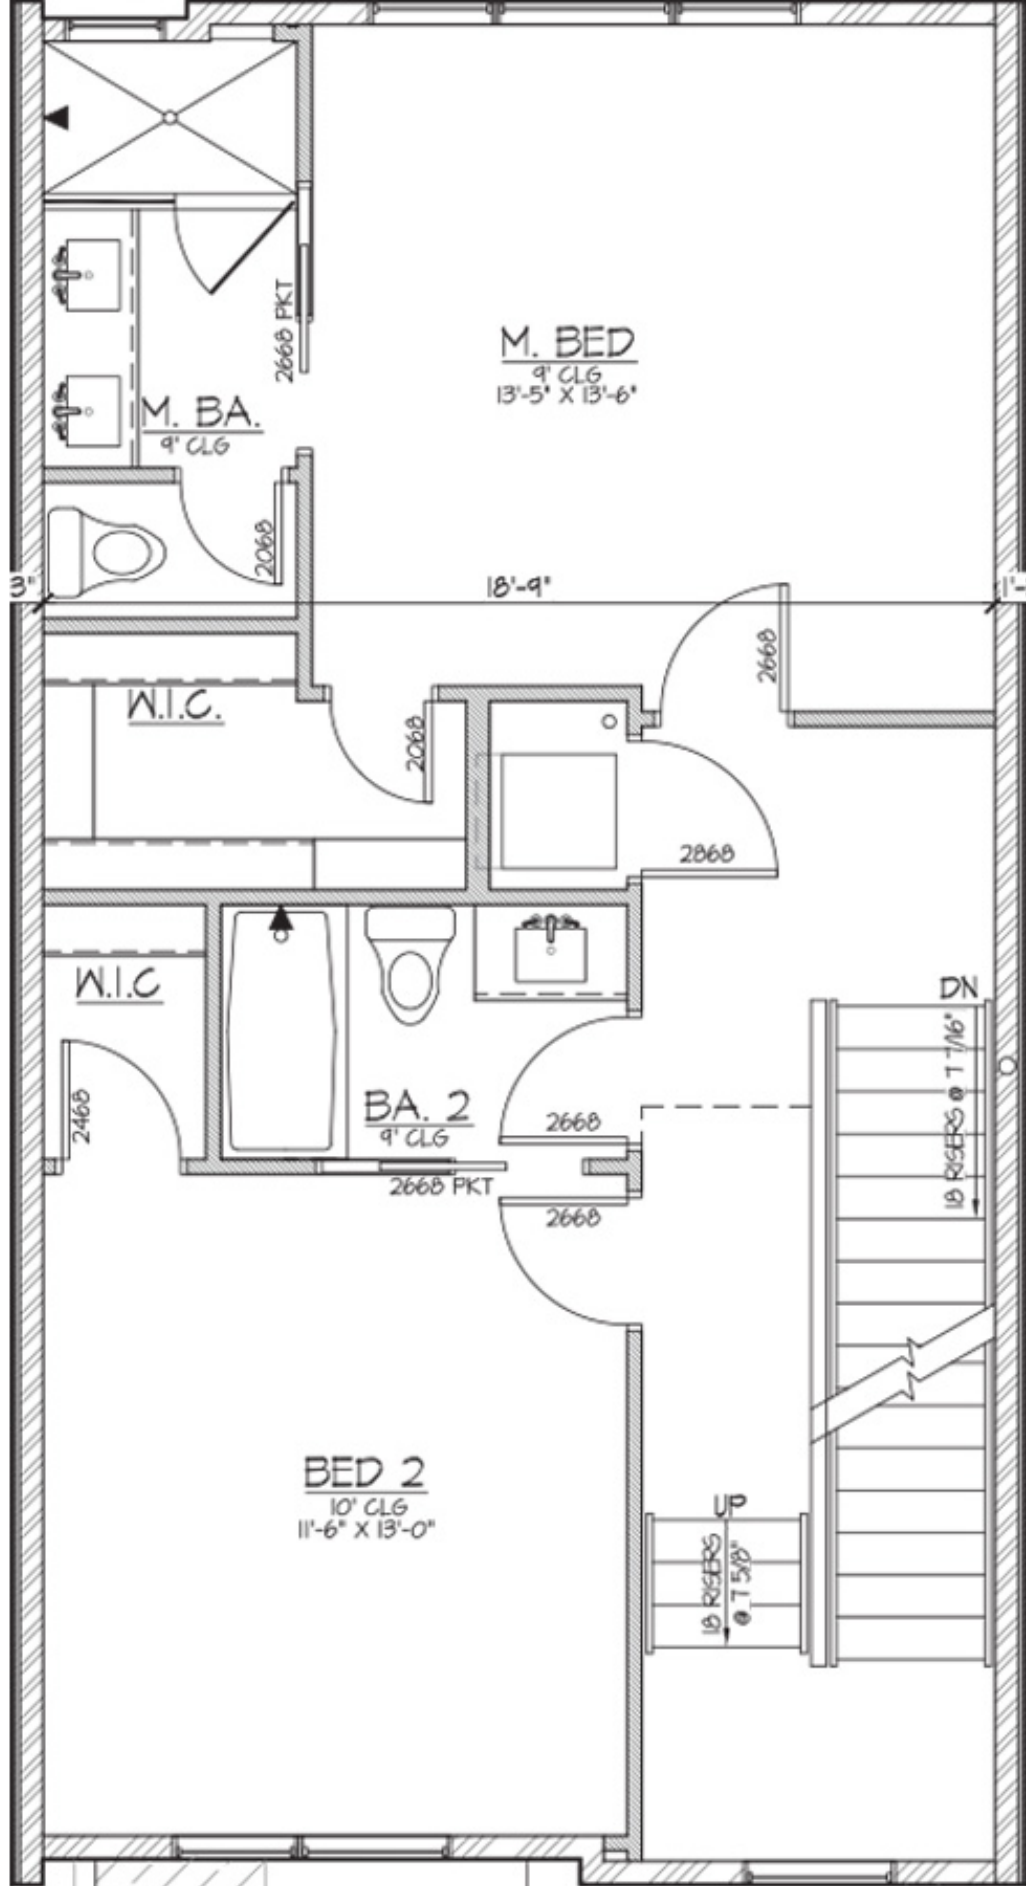 2668 PKT
M. BED
9' CLG
13'-5" X 13'-6"
M. BA.
9' CLG
2068
3"
18'-9"
1'-
2668
W.I.C.
2068
2868
W.I.C
DN
18 RISERS @ 7 7/16"
2468
BA. 2
9' CLG
2668
2668 PKT
2668
BED 2
10' CLG
11'-6" X 13'-0"
UP
18 RISERS
@ 7 5/8"